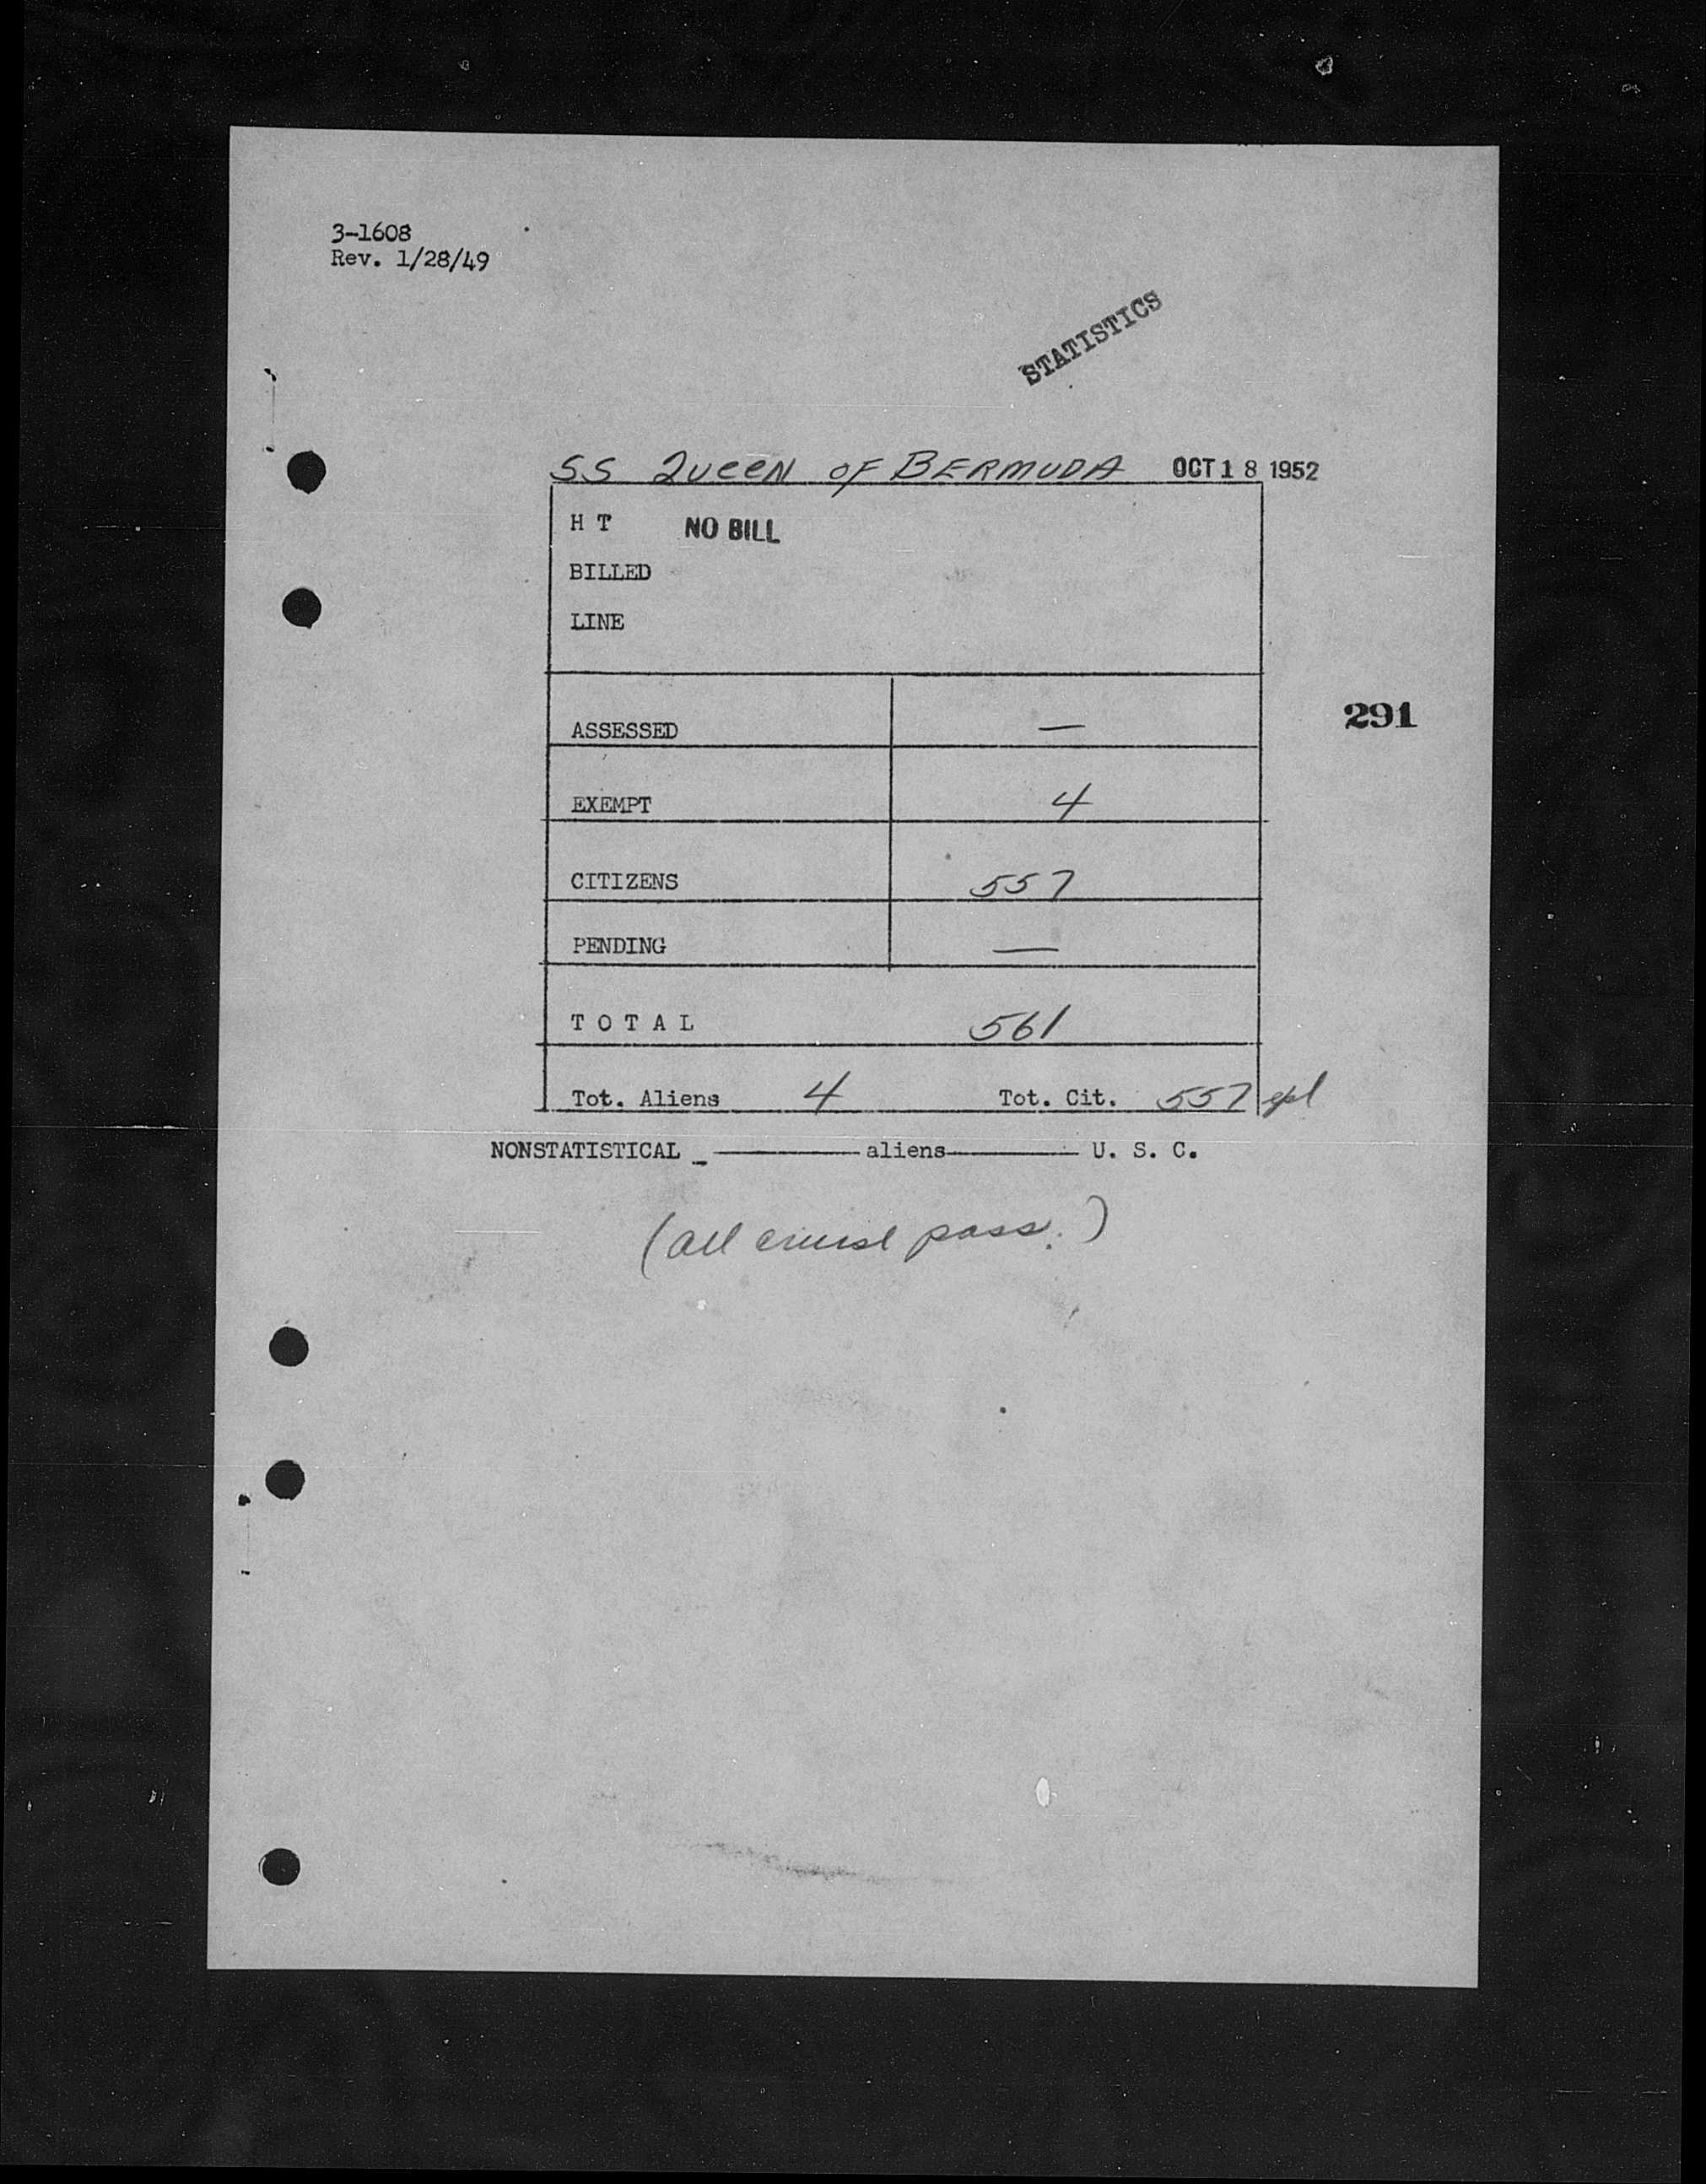 3-1608
Rev. 1/28/49
STATISTICS
SS QUEEN OF BERMUDA OCT 18 1952
H T NO BILL
BILLED
LINE
291
ASSESSED —
EXEMPT 4
CITIZENS 557
PENDING —
T O T A L 561
Tot. Aliens 4 Tot. Cit. 557
NONSTATISTICAL _ ——— aliens——— U. S. C.
(all cruise pass.)